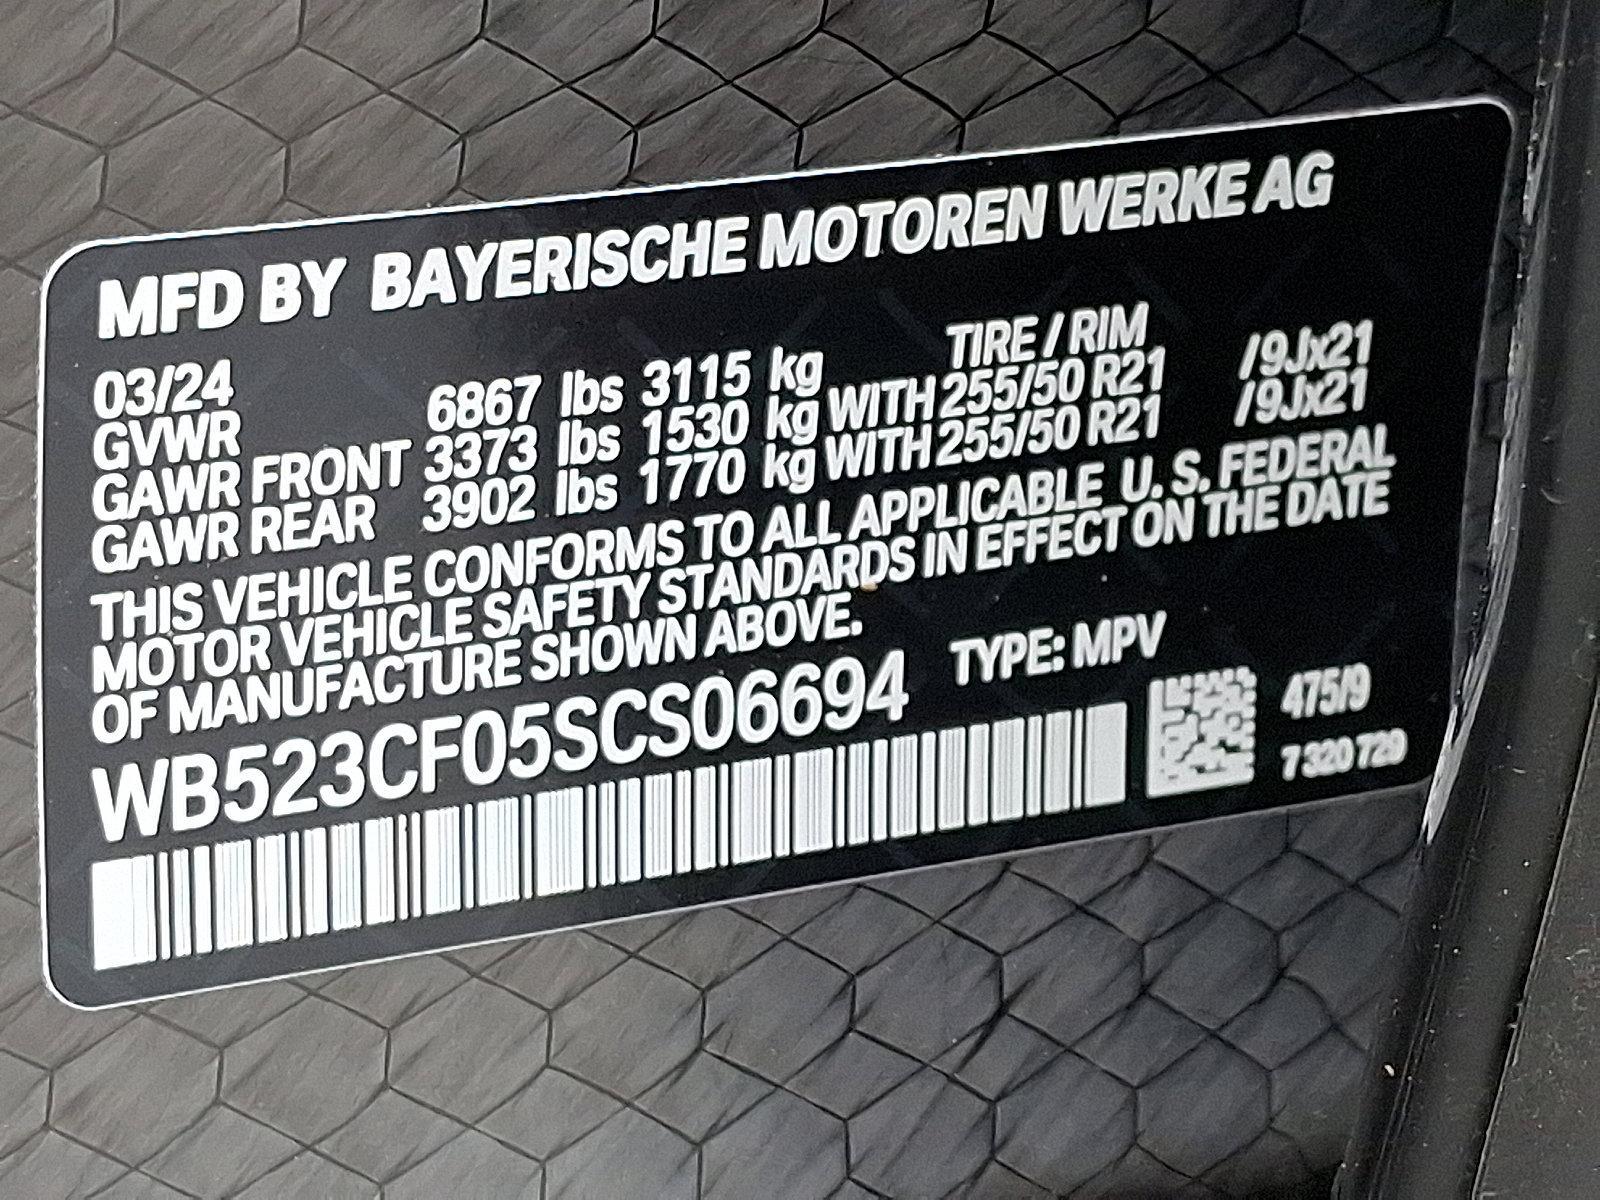 MFD BY BAYERISCHE MOTOREN WERKE AG
03/24 TIRE / RIM
GVWR 6867 lbs 3115 kg
GAWR FRONT 3373 lbs 1530 kg WITH 255/50 R21 /9Jx21
GAWR REAR 3902 lbs 1770 kg WITH 255/50 R21 /9Jx21
THIS VEHICLE CONFORMS TO ALL APPLICABLE U. S. FEDERAL
MOTOR VEHICLE SAFETY STANDARDS IN EFFECT ON THE DATE
OF MANUFACTURE SHOWN ABOVE.
WB523CF05SCS06694 TYPE: MPV
475/9
7 320 729